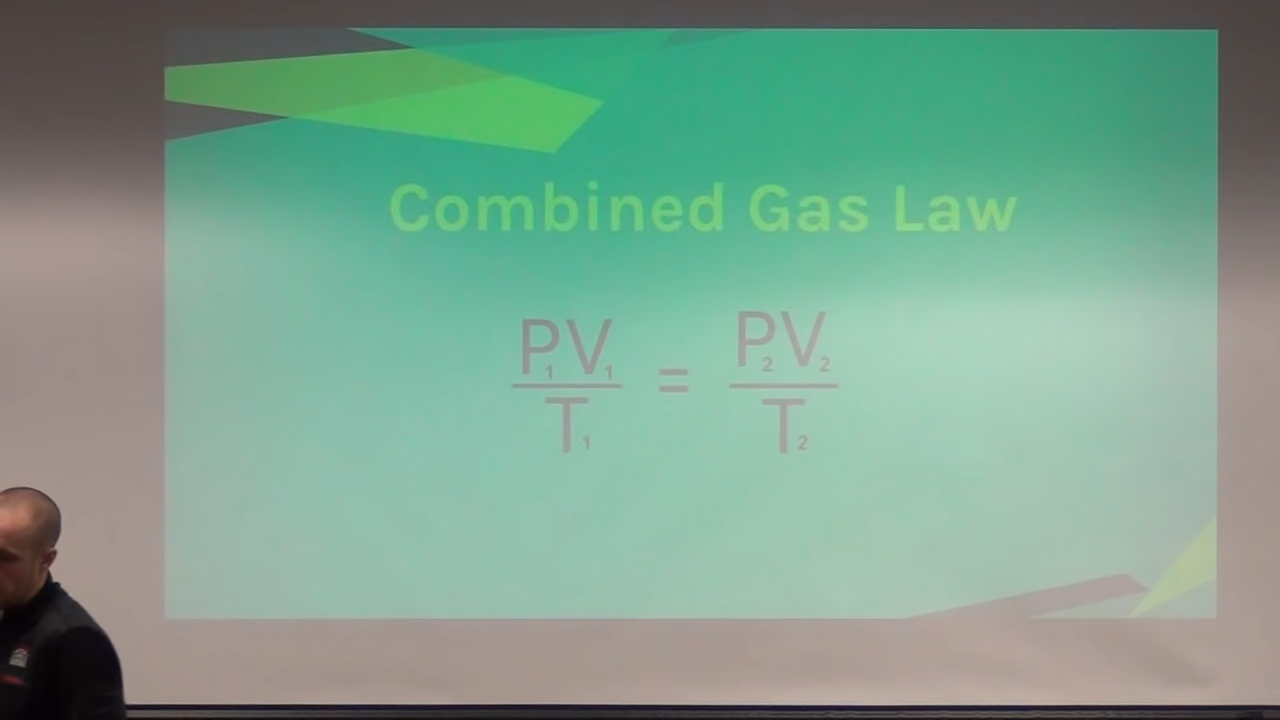 Combined Gas Law
P₁V₁ = P₂V₂
T₁ T₂